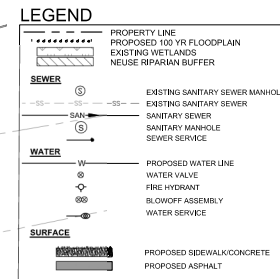 LEGEND
PROPERTY LINE
PROPOSED 100 YR FLOODPLAIN
EXISTING WETLANDS
NEUSE RIPARIAN BUFFER
SEWER
S EXISTING SANITARY SEWER MANHOL
SS SS SS EXISTING SANITARY SEWER
SAN SANITARY SEWER
S SANITARY MANHOLE
SEWER SERVICE
WATER
W PROPOSED WATER LINE
WATER VALVE
FIRE HYDRANT
BLOWOFF ASSEMBLY
WATER SERVICE
SURFACE
PROPOSED SIDEWALK/CONCRETE
PROPOSED ASPHALT